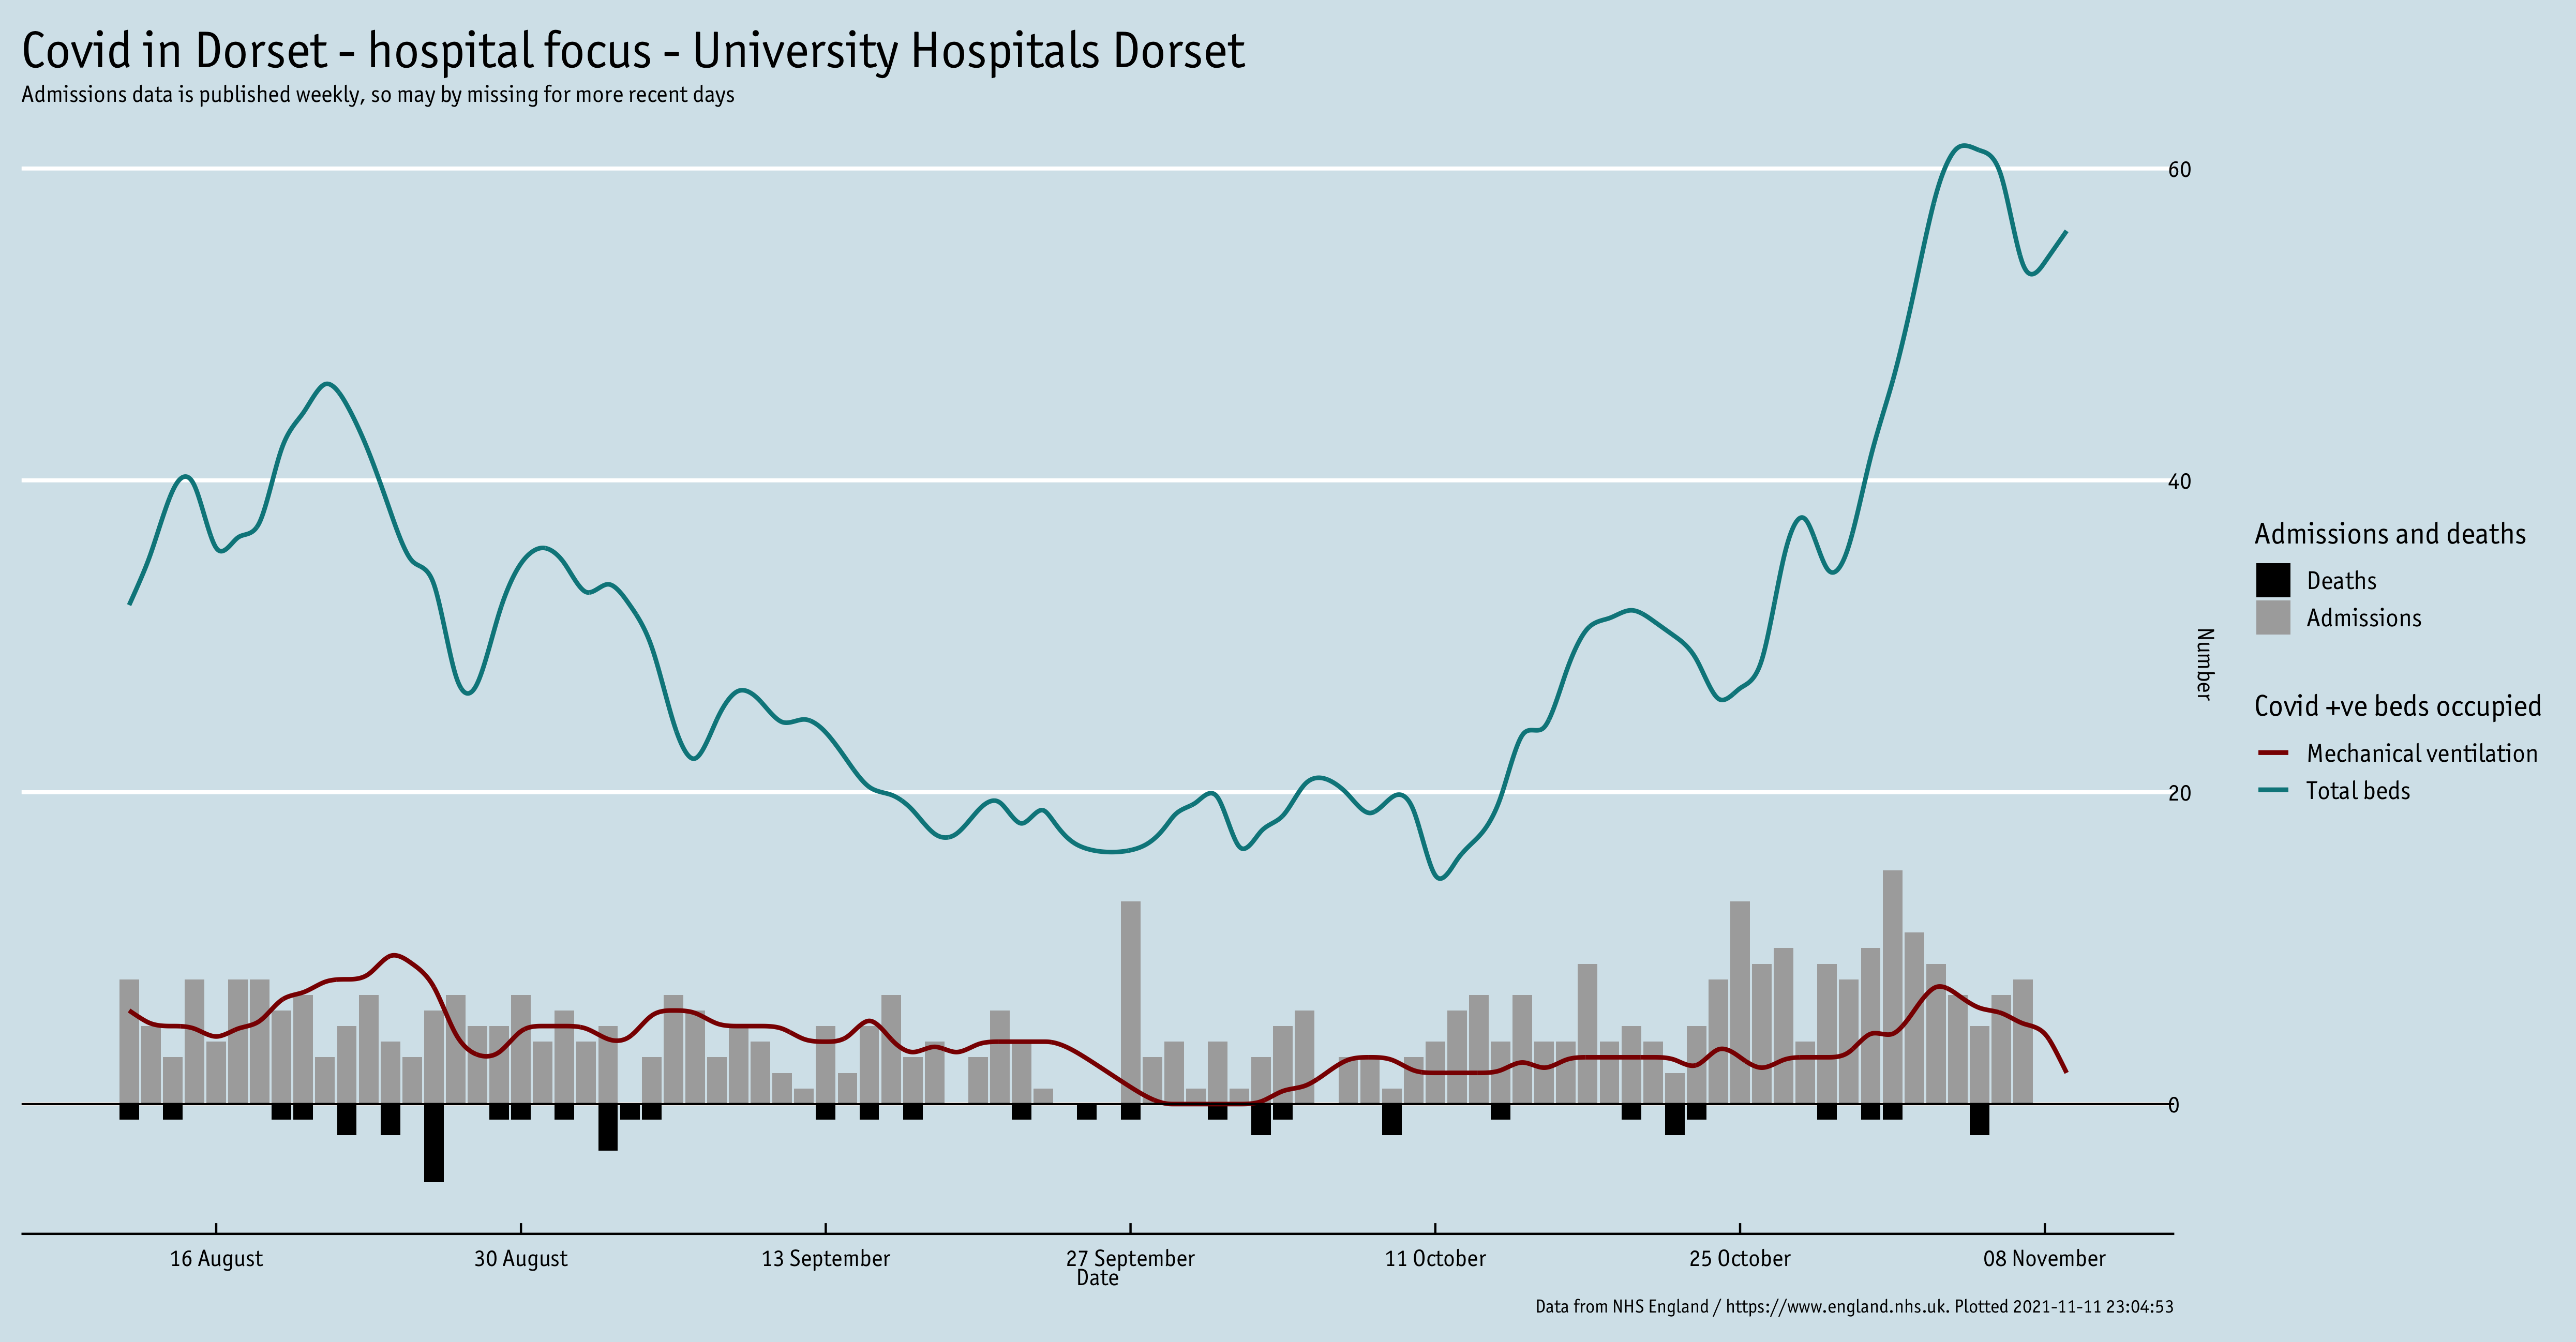 Covid in Dorset - hospital focus - University Hospitals Dorset
Admissions data is published weekly, so may by missing for more recent days
60
40
20
0
Number
Admissions and deaths
Deaths
Admissions
Covid +ve beds occupied
Mechanical ventilation
Total beds
16 August
30 August
13 September
27 September
11 October
25 October
08 November
Date
Data from NHS England / https://www.england.nhs.uk. Plotted 2021-11-11 23:04:53